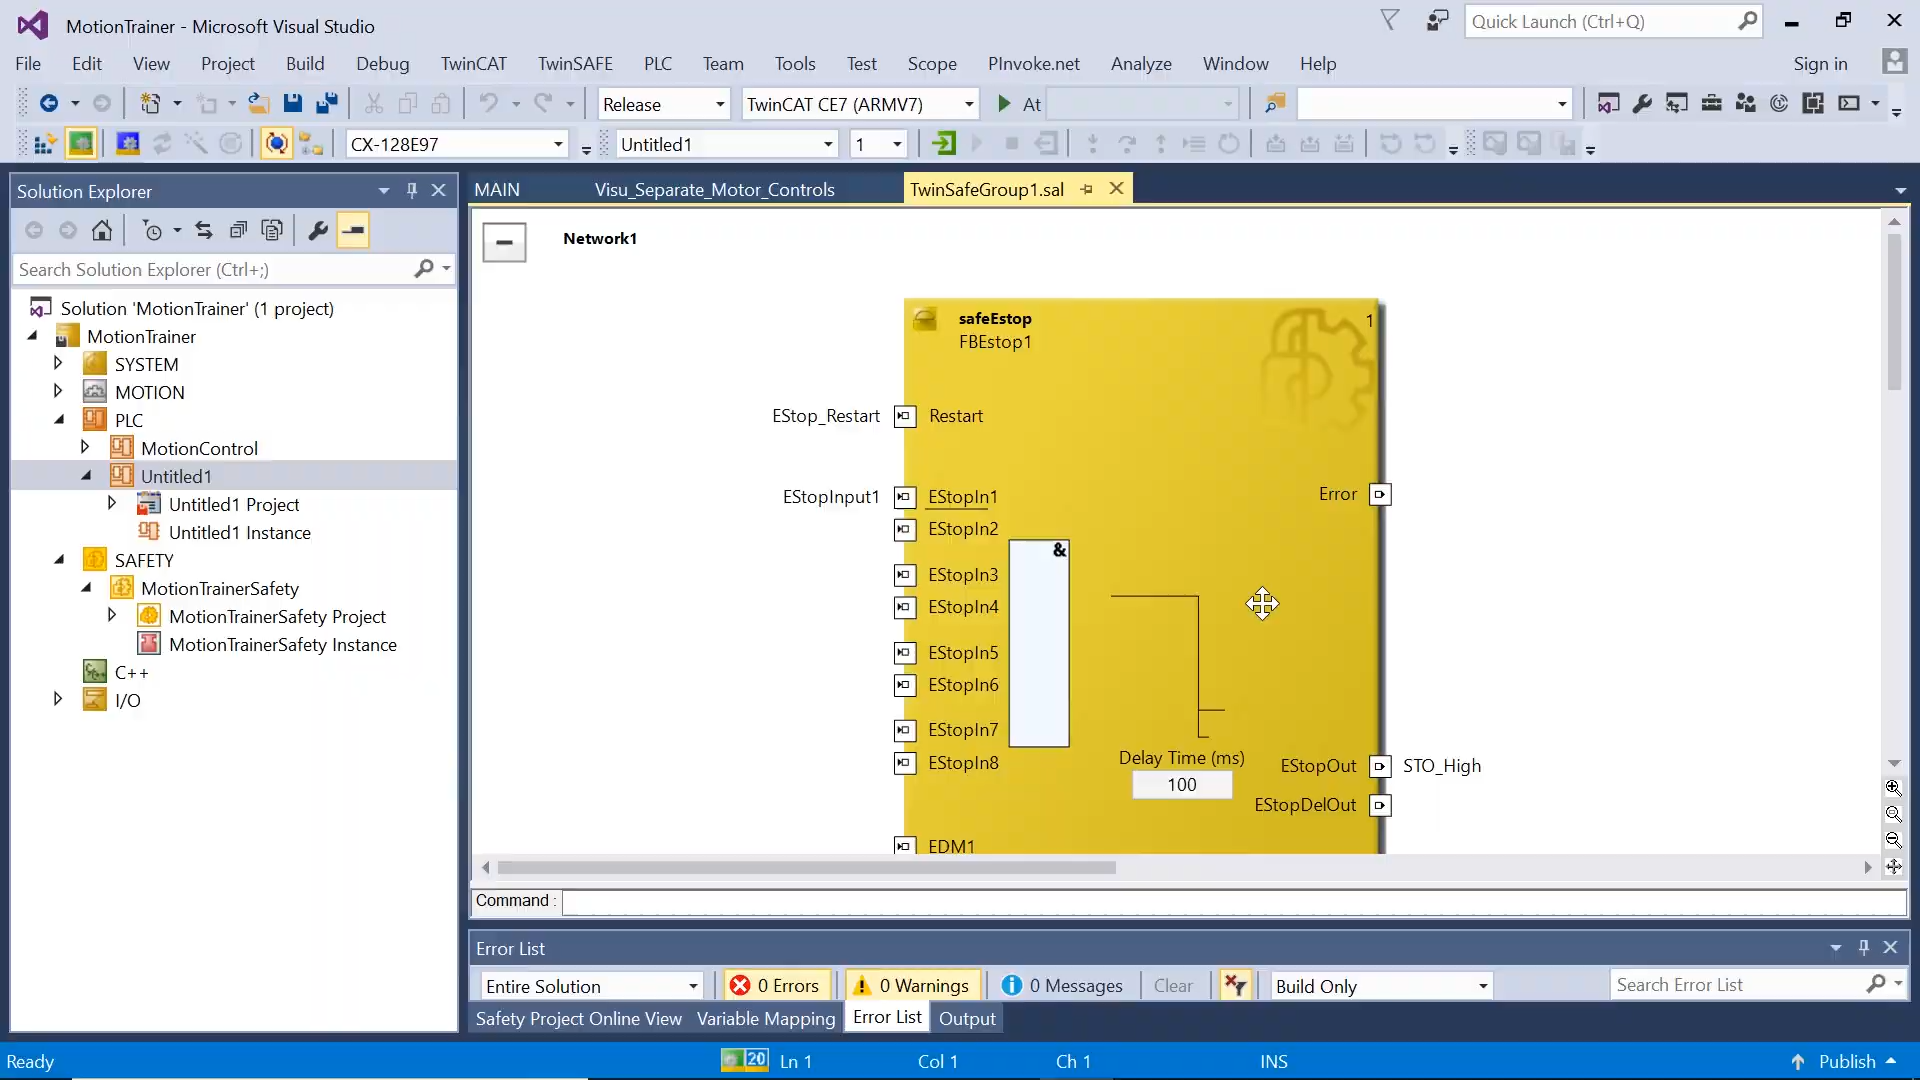 MotionTrainer - Microsoft Visual Studio
Quick Launch (Ctrl+Q)
File Edit View Project Build Debug TwinCAT TwinSAFE PLC Team Tools Test Scope PInvoke.net Analyze Window Help
Sign in
Release
TwinCAT CE7 (ARMV7)
At
CX-128E97
Untitled1
1
Solution Explorer
Search Solution Explorer (Ctrl+;)
Solution 'MotionTrainer' (1 project)
MotionTrainer
SYSTEM
MOTION
PLC
MotionControl
Untitled1
Untitled1 Project
Untitled1 Instance
SAFETY
MotionTrainerSafety
MotionTrainerSafety Project
MotionTrainerSafety Instance
C++
I/O
MAIN
Visu_Separate_Motor_Controls
TwinSafeGroup1.sal
Network1
safeEstop
FBEstop1
1
EStop_Restart
Restart
EStopInput1
EStopIn1
EStopIn2
EStopIn3
EStopIn4
EStopIn5
EStopIn6
EStopIn7
EStopIn8
EDM1
&
Delay Time (ms)
100
Error
EStopOut
STO_High
EStopDelOut
Command :
Error List
Entire Solution
0 Errors
0 Warnings
0 Messages
Clear
Build Only
Search Error List
Safety Project Online View
Variable Mapping
Error List
Output
Ready
20
Ln 1
Col 1
Ch 1
INS
Publish